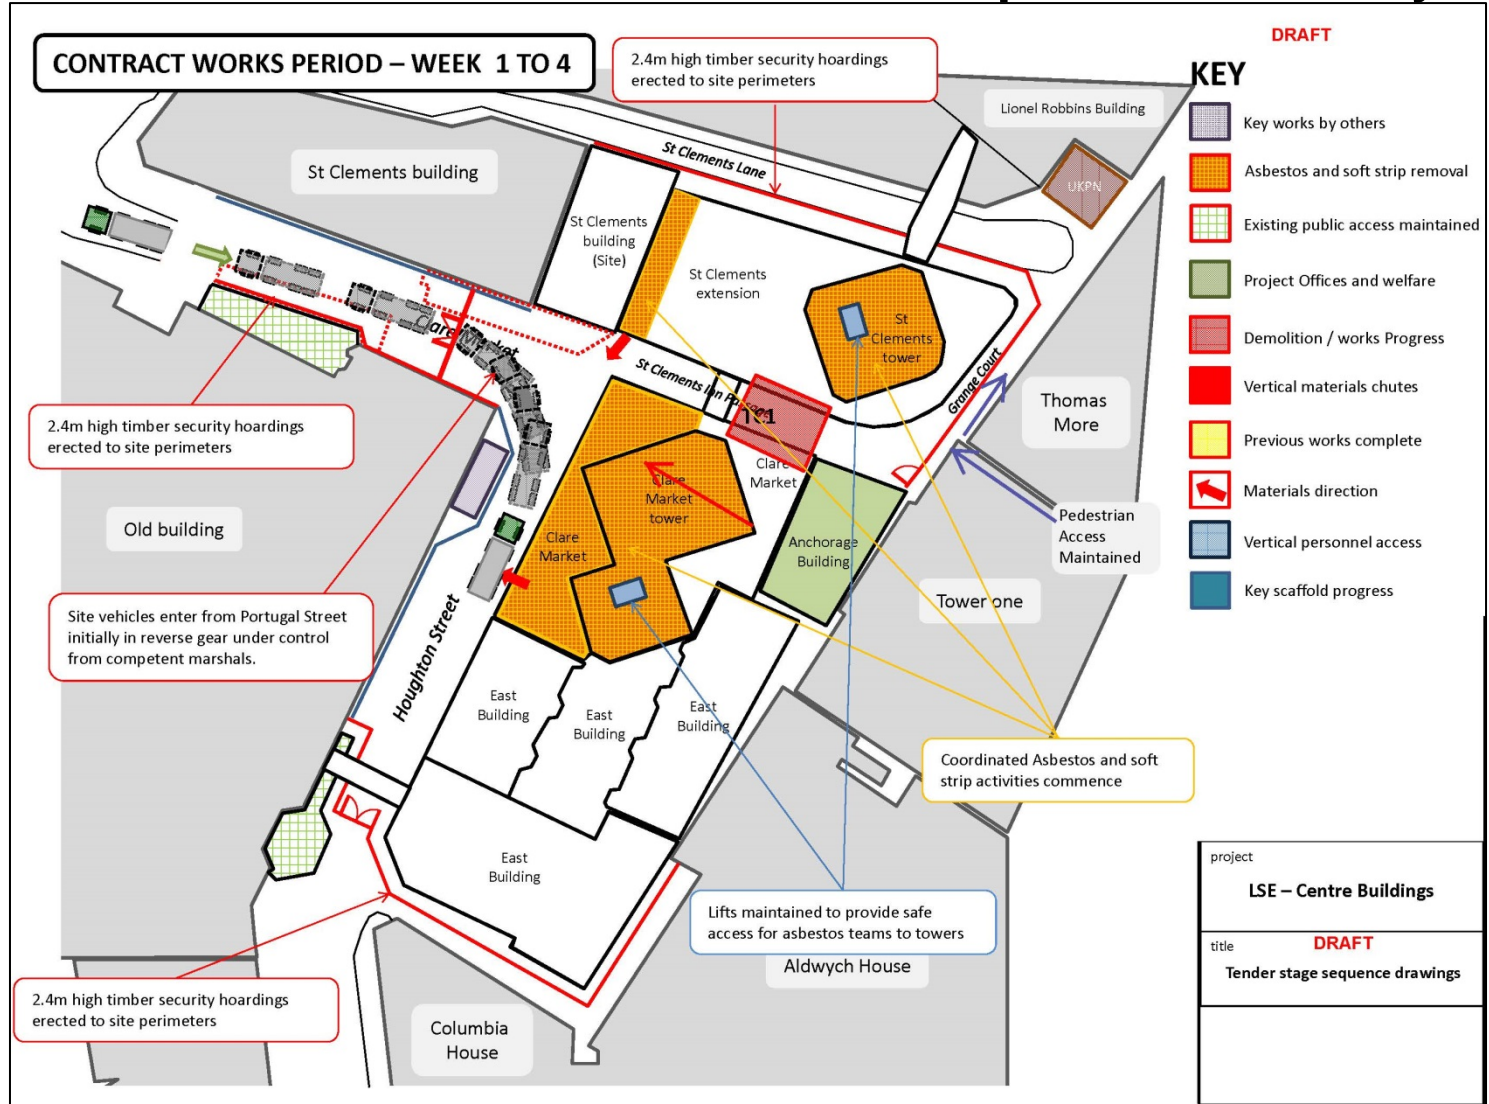 DRAFT
CONTRACT WORKS PERIOD – WEEK 1 TO 4
2.4m high timber security hoardings
erected to site perimeters
KEY
Key works by others
Asbestos and soft strip removal
Existing public access maintained
Project Offices and welfare
Demolition / works Progress
Vertical materials chutes
Previous works complete
Materials direction
Vertical personnel access
Key scaffold progress
Lionel Robbins Building
UKPN
St Clements Lane
St Clements building
St Clements
building
(Site)
St Clements
extension
St
Clements
tower
St Clements Inn Passage
Grange Court
Thomas
More
Clare Market
2.4m high timber security hoardings
erected to site perimeters
Clare
Market
tower
Clare
Market
Clare
Market
Anchorage
Building
Pedestrian
Access
Maintained
Old building
Tower one
Site vehicles enter from Portugal Street
initially in reverse gear under control
from competent marshals.
Houghton Street
East
Building
East
Building
East
Building
East
Building
Coordinated Asbestos and soft
strip activities commence
Lifts maintained to provide safe
access for asbestos teams to towers
Aldwych House
2.4m high timber security hoardings
erected to site perimeters
Columbia
House
project
LSE – Centre Buildings
title
DRAFT
Tender stage sequence drawings